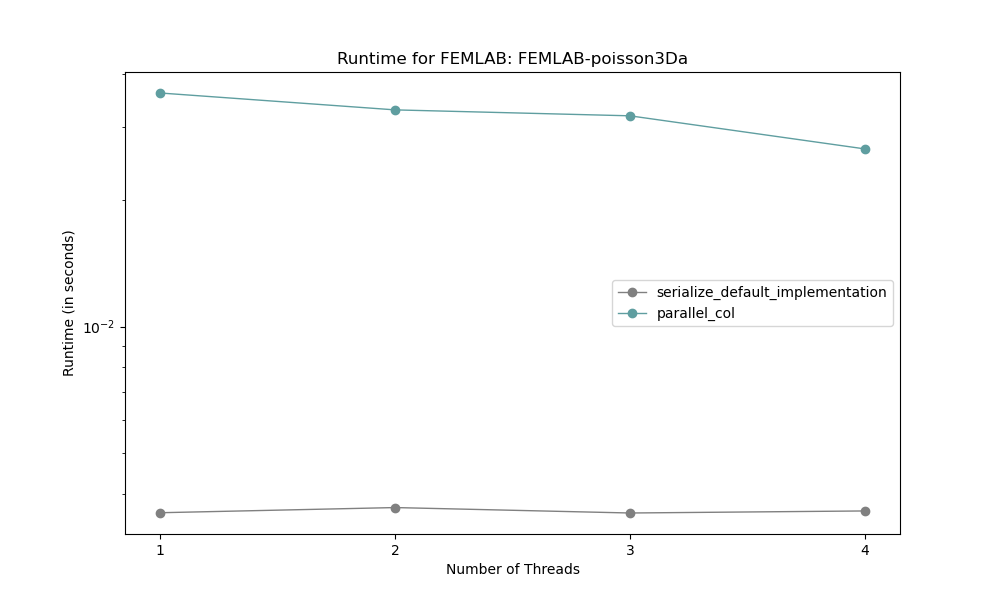 Runtime for FEMLAB: FEMLAB-poisson3Da
Runtime (in seconds)
10⁻²
serialize_default_implementation
parallel_col
1 2 3 4
Number of Threads